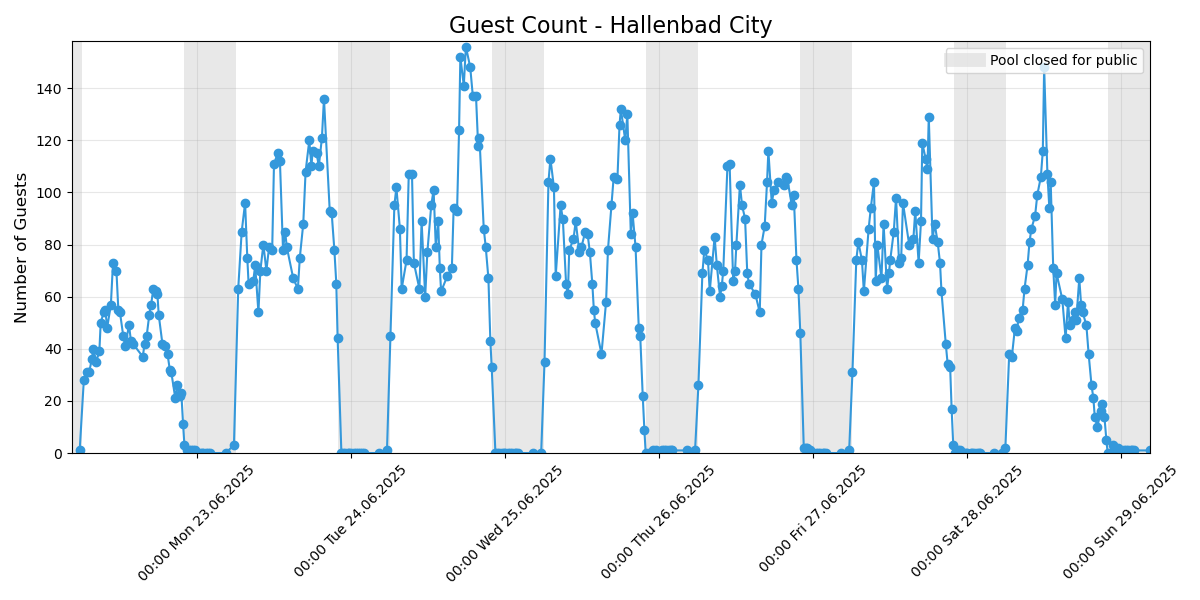 Guest Count - Hallenbad City
Pool closed for public
Number of Guests
140
120
100
80
60
40
20
0
00:00 Mon 23.06.2025
00:00 Tue 24.06.2025
00:00 Wed 25.06.2025
00:00 Thu 26.06.2025
00:00 Fri 27.06.2025
00:00 Sat 28.06.2025
00:00 Sun 29.06.2025